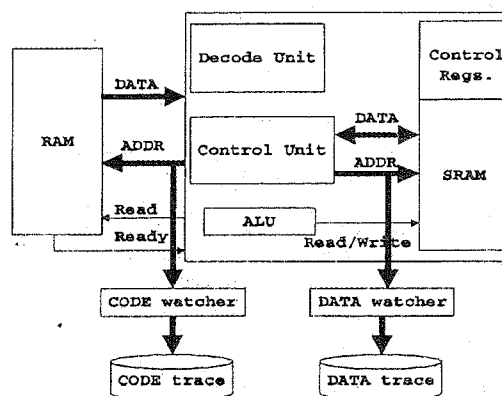 Decode Unit
Control
Regs.
DATA
RAM
DATA
ADDR
Control Unit
ADDR
SRAM
Read
ALU
Ready
Read/Write
CODE watcher
DATA watcher
CODE trace
DATA trace